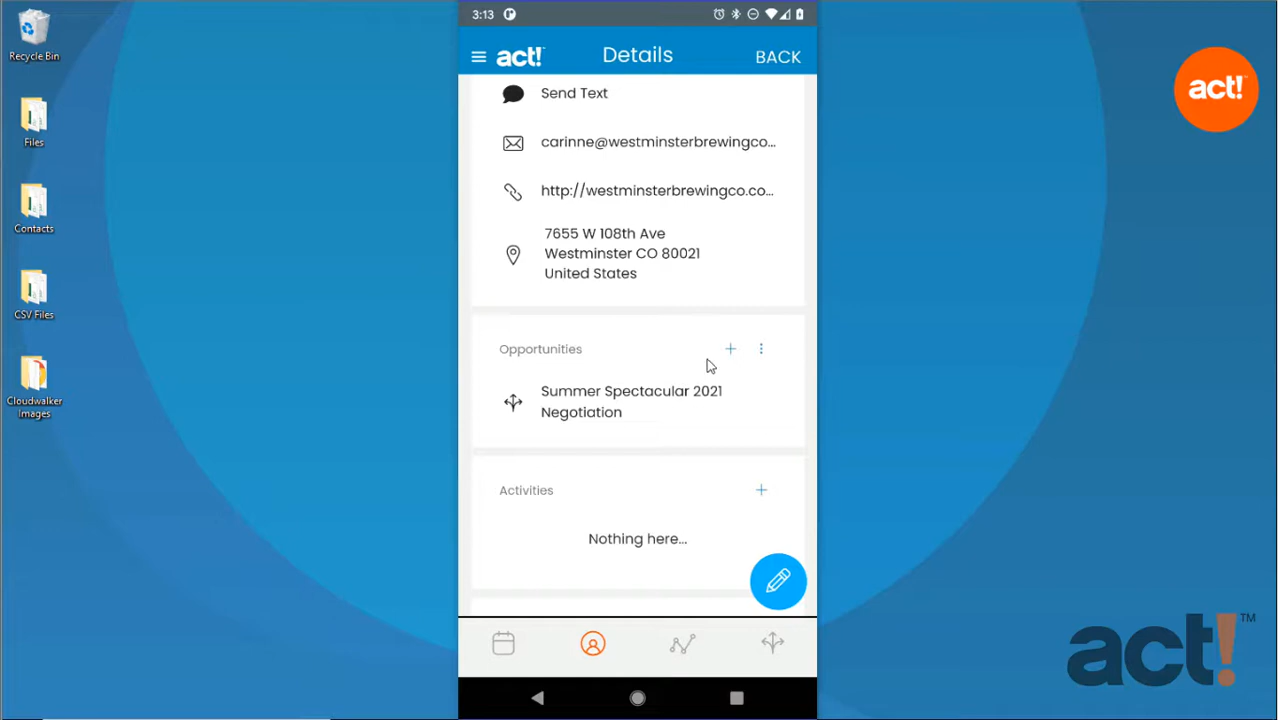 3:13
act!
Details
BACK
Send Text
carinne@westminsterbrewingco...
http://westminsterbrewingco.co...
7655 W 108th Ave
Westminster CO 80021
United States
Opportunities
Summer Spectacular 2021
Negotiation
Activities
Nothing here...
Recycle Bin
Files
Contacts
CSV Files
Cloudwalker
Images
act!
act!™